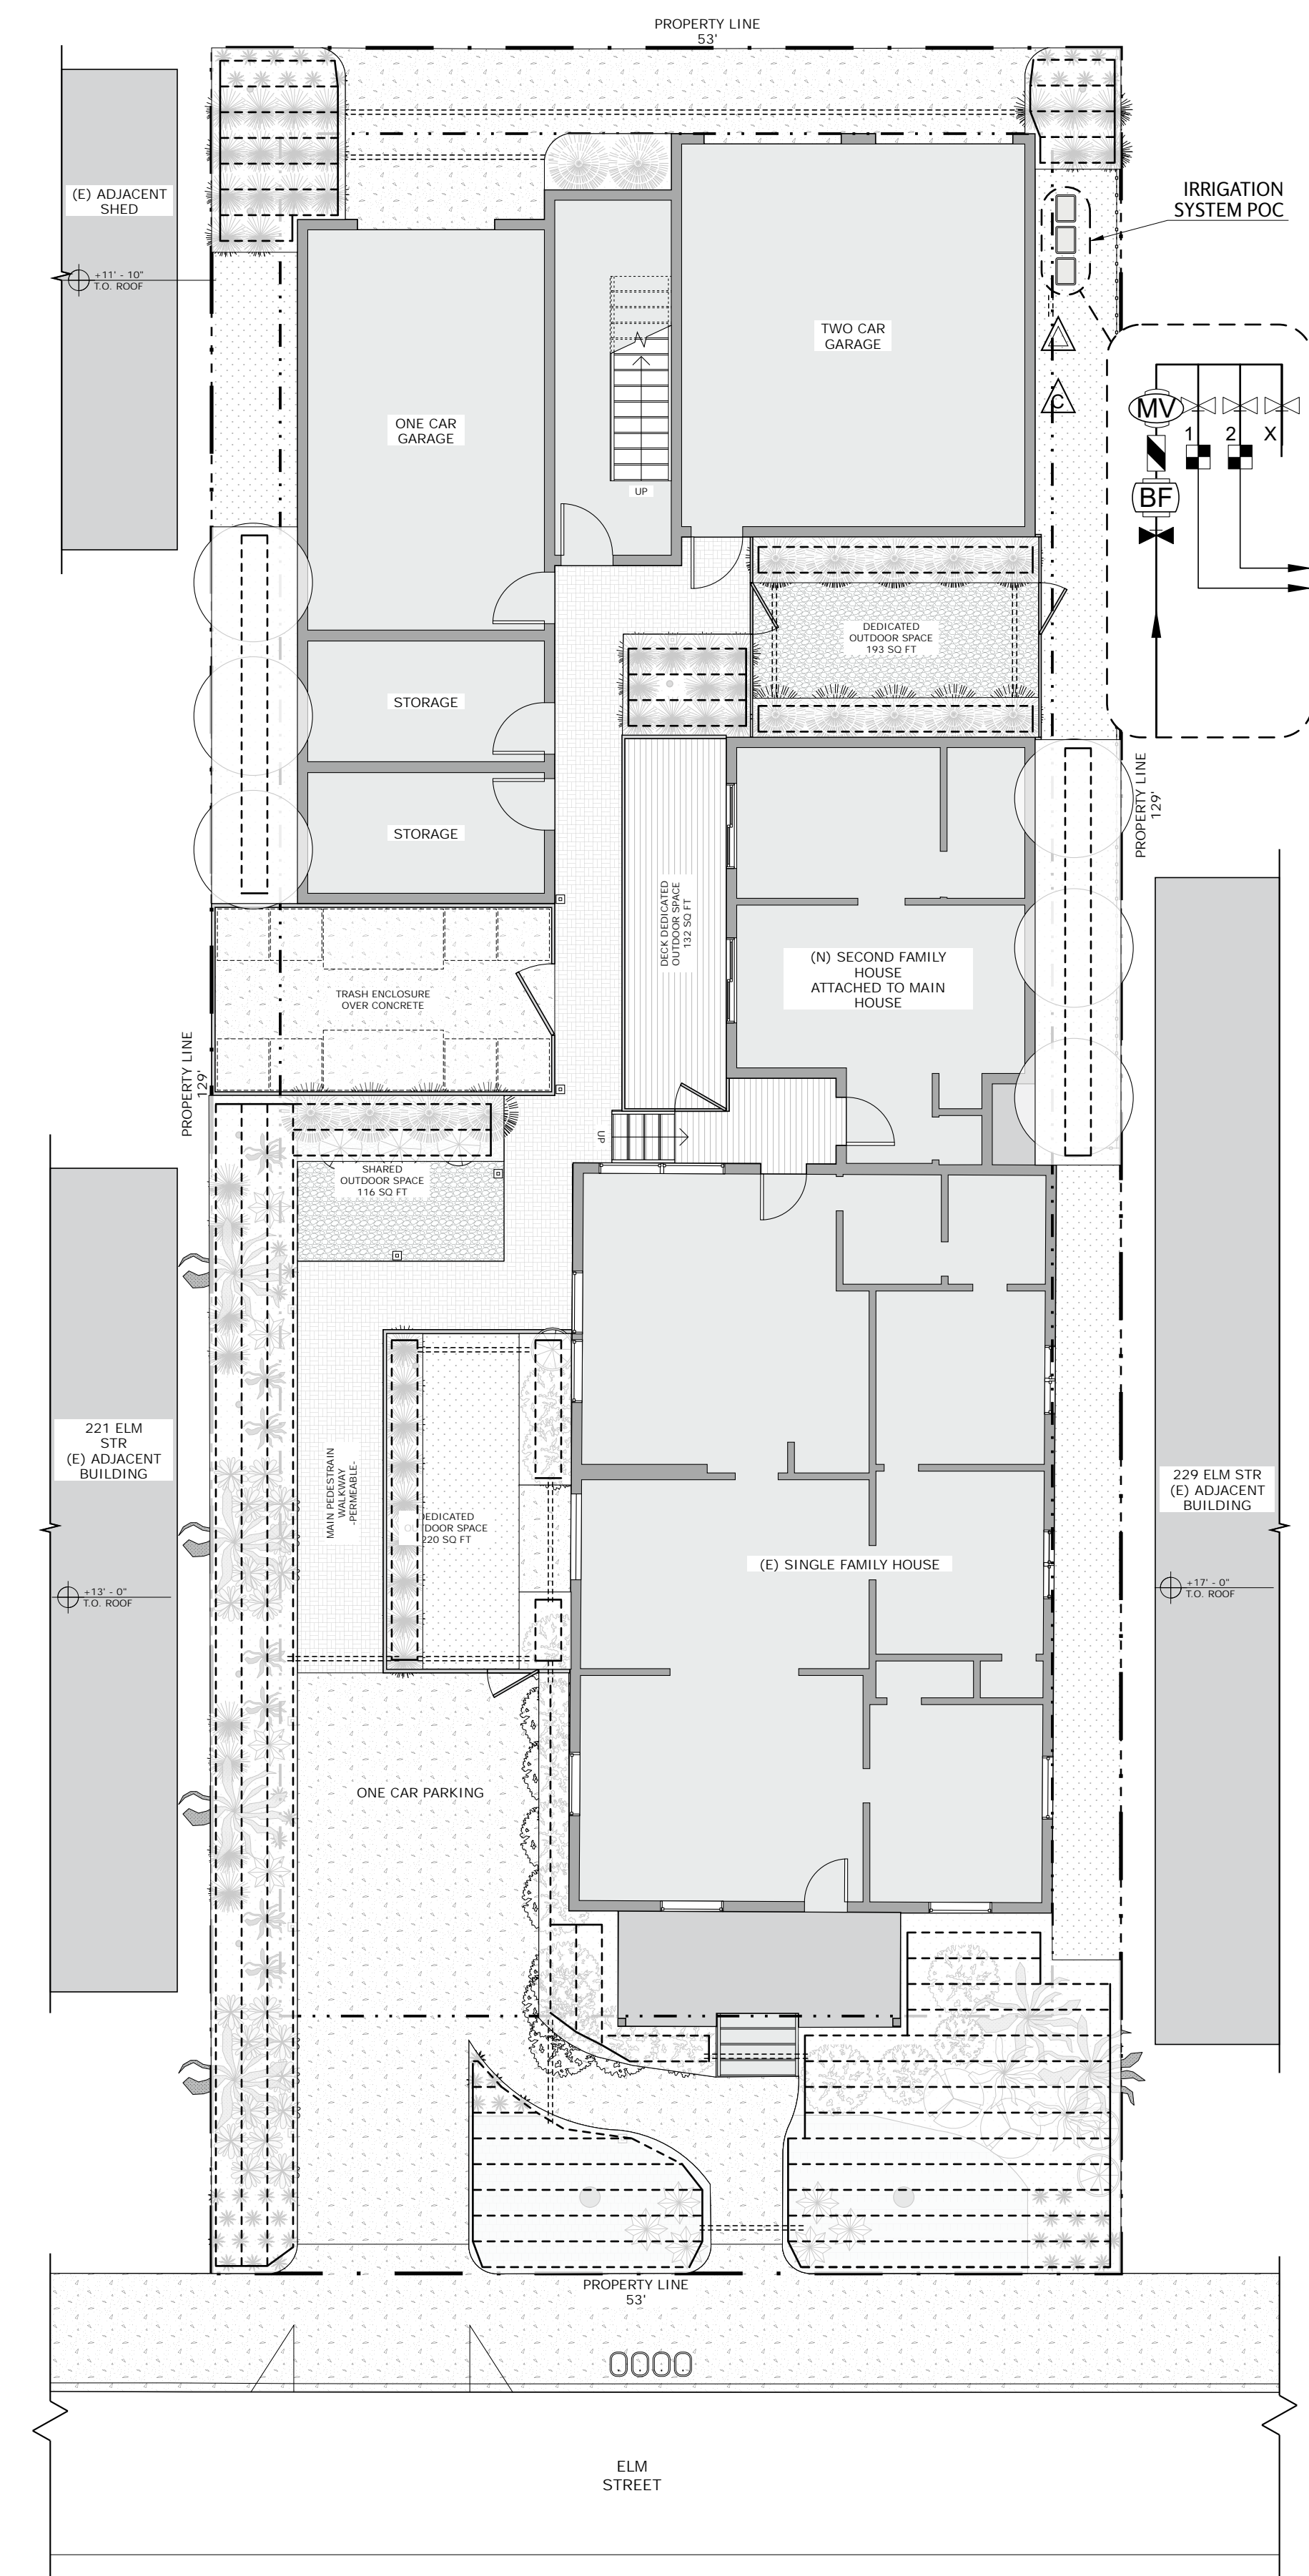 PROPERTY LINE
53'
(E) ADJACENT
SHED
+11' - 10"
T.O. ROOF
IRRIGATION
SYSTEM POC
TWO CAR
GARAGE
ONE CAR
GARAGE
UP
C
MV
1
2
X
BF
DEDICATED
OUTDOOR SPACE
193 SQ FT
STORAGE
STORAGE
PROPERTY LINE
129'
DECK DEDICATED
OUTDOOR SPACE
132 SQ FT
(N) SECOND FAMILY
HOUSE
ATTACHED TO MAIN
HOUSE
TRASH ENCLOSURE
OVER CONCRETE
PROPERTY LINE
129'
UP
SHARED
OUTDOOR SPACE
116 SQ FT
221 ELM
STR
(E) ADJACENT
BUILDING
MAIN PEDESTRIAN
WALKWAY
-PERMEABLE-
EDICATED
DOOR SPACE
220 SQ FT
229 ELM STR
(E) ADJACENT
BUILDING
(E) SINGLE FAMILY HOUSE
+13' - 0"
T.O. ROOF
+17' - 0"
T.O. ROOF
ONE CAR PARKING
PROPERTY LINE
53'
ELM
STREET